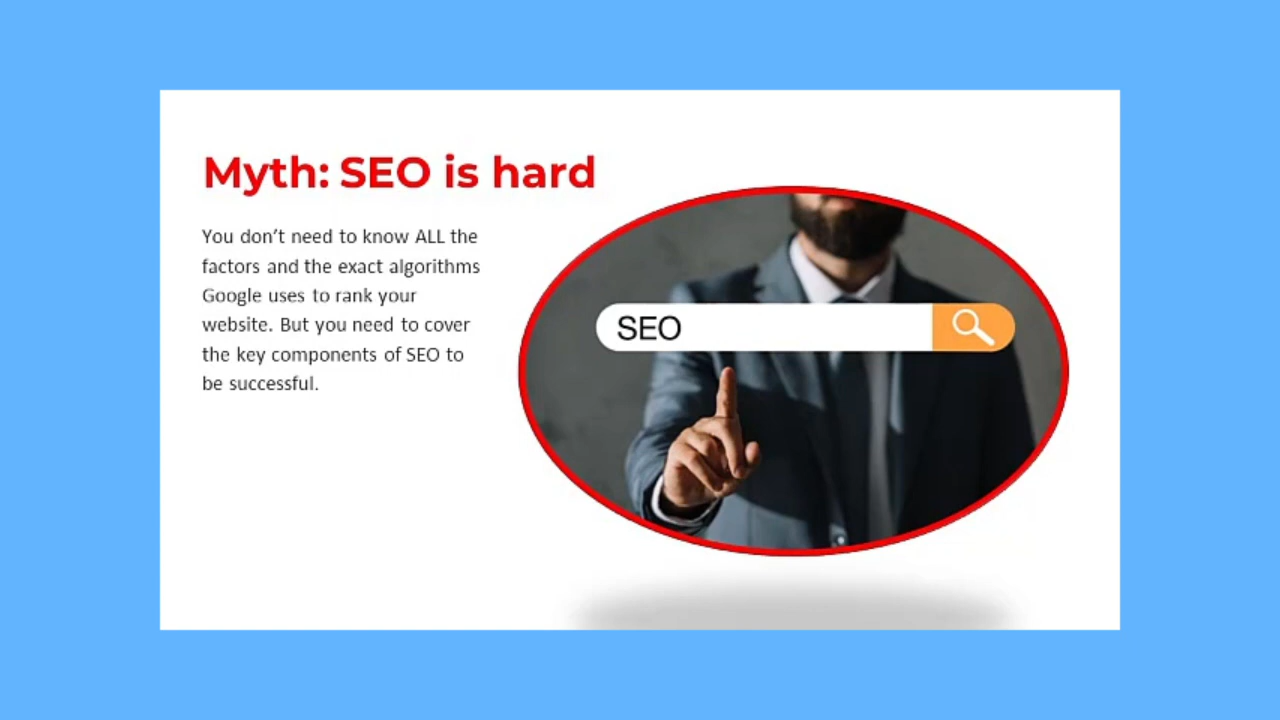 Myth: SEO is hard
You don’t need to know ALL the
factors and the exact algorithms
Google uses to rank your
website. But you need to cover
the key components of SEO to
be successful.
SEO